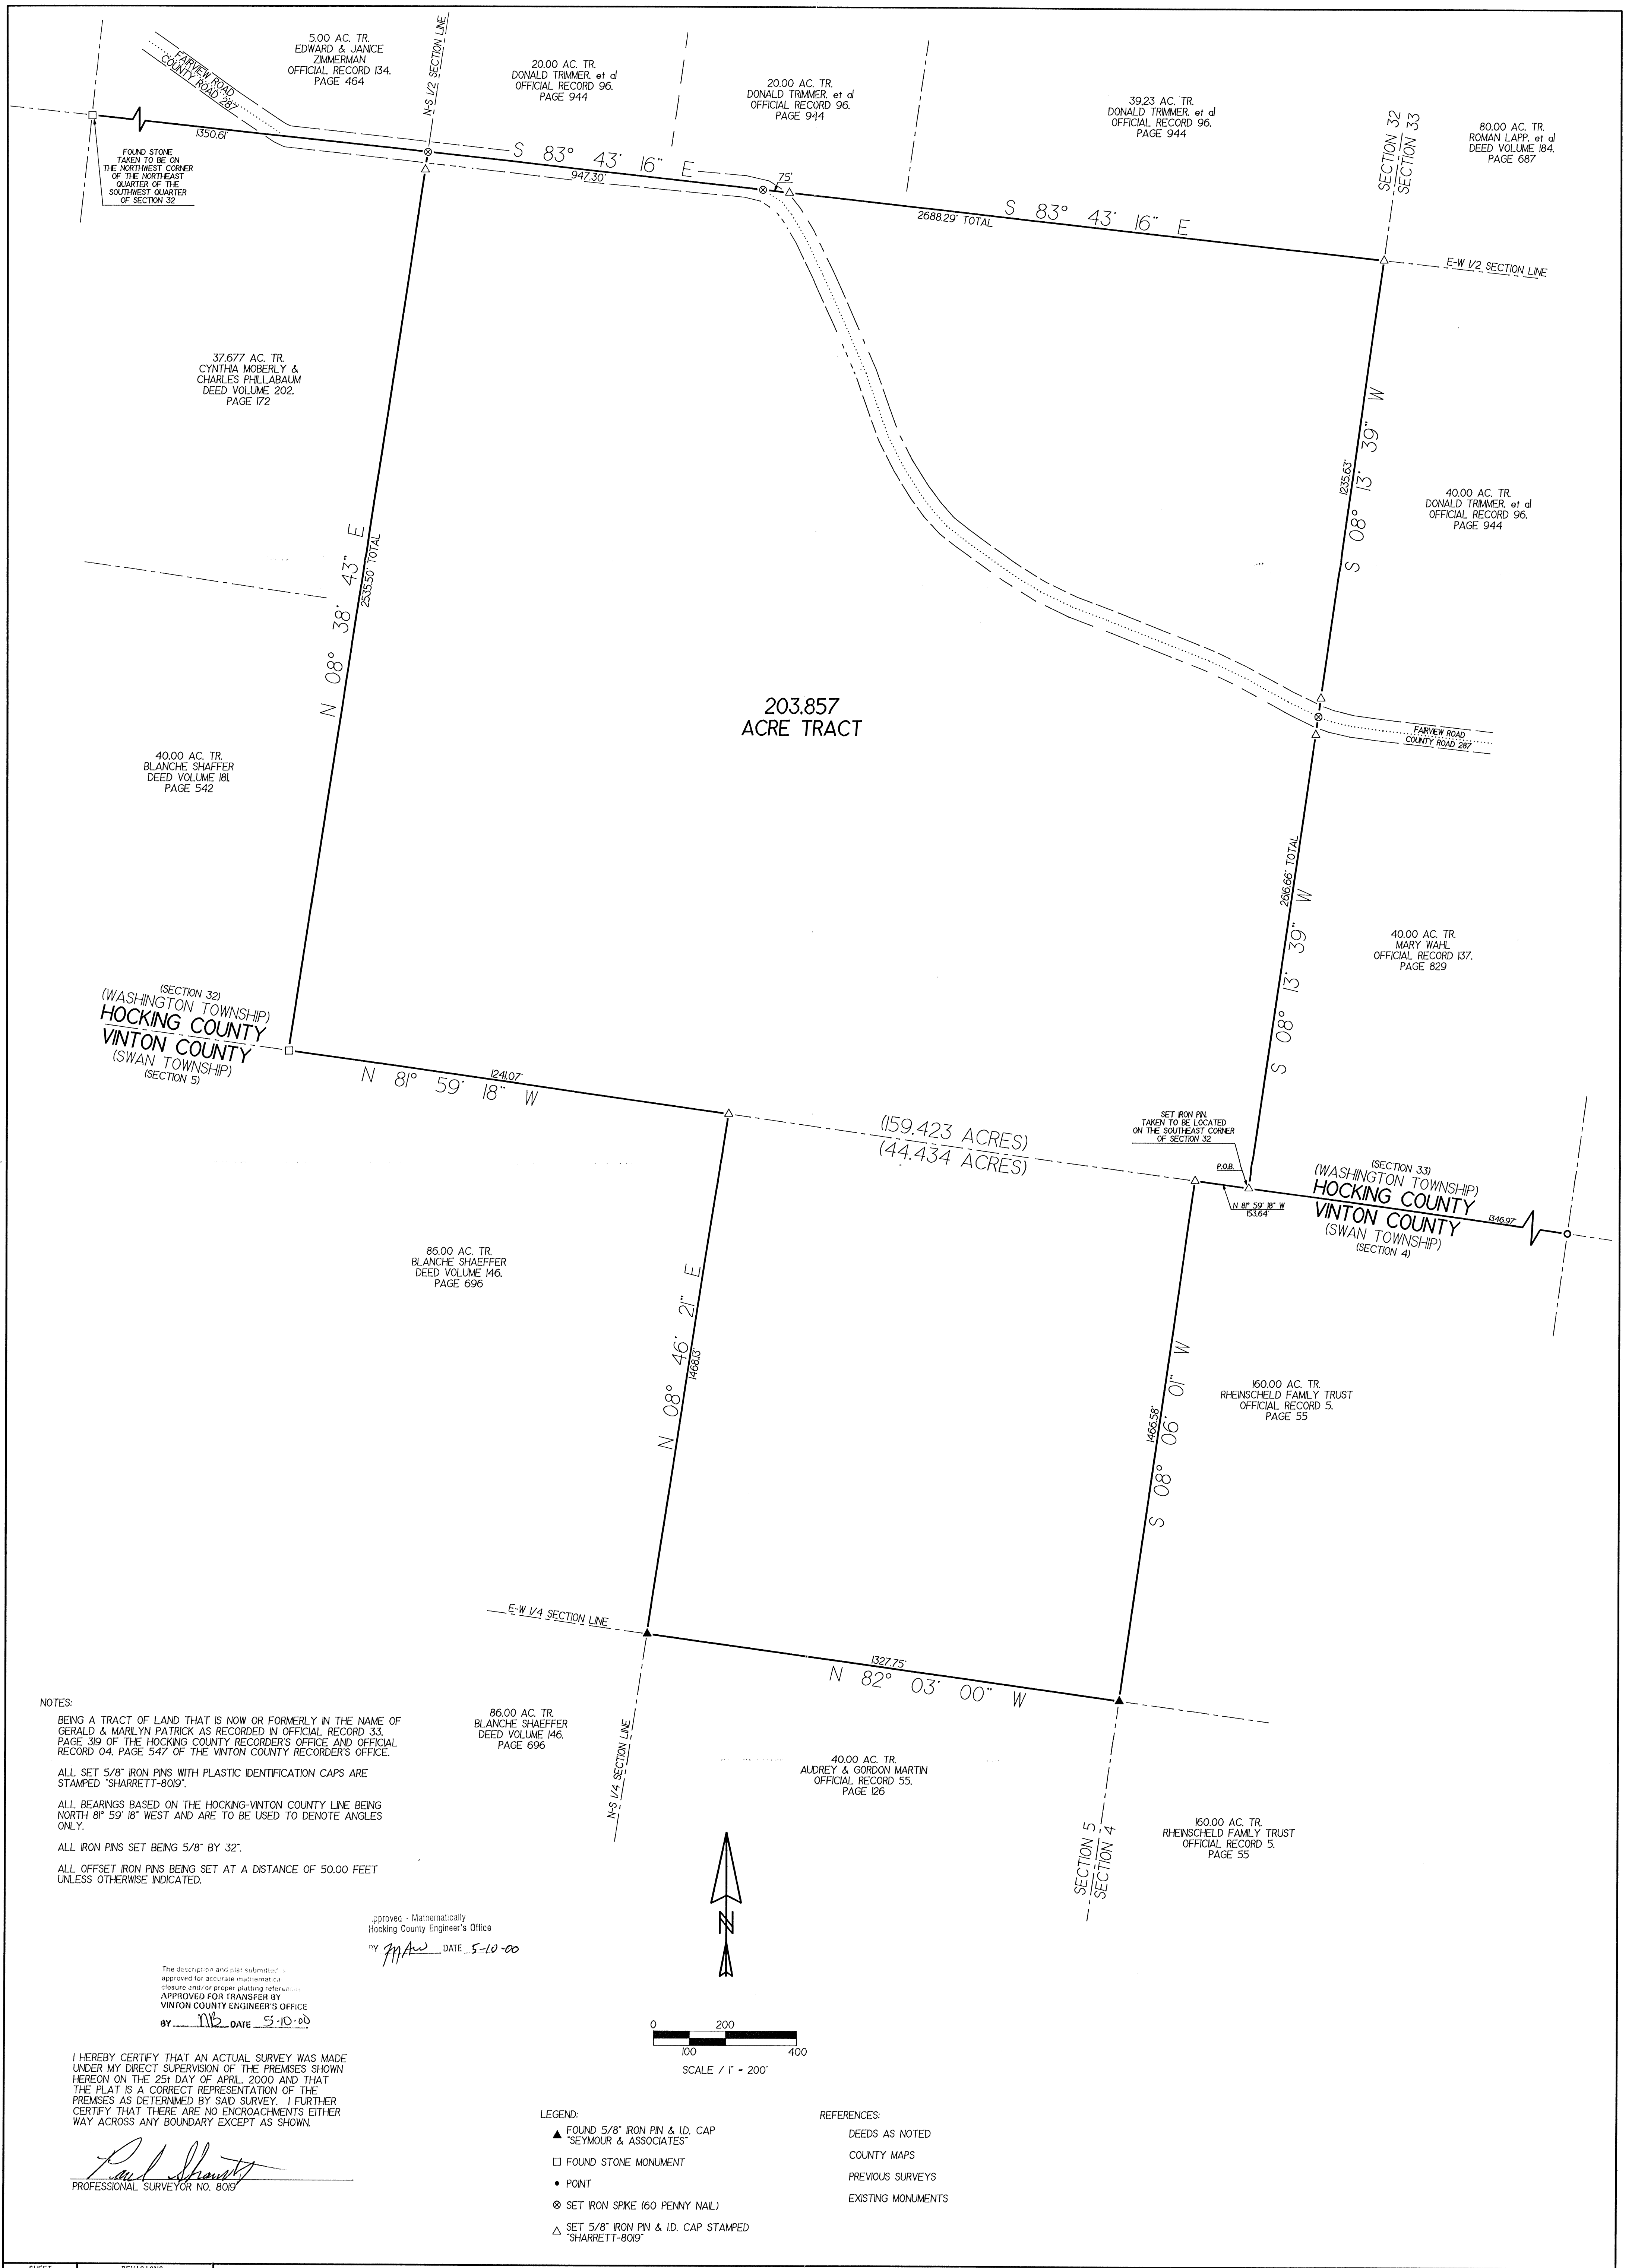 5.00 AC. TR.
EDWARD & JANICE
ZIMMERMAN
OFFICIAL RECORD 134,
PAGE 464
FAIRVIEW ROAD
COUNTY ROAD 287
N-S 1/2 SECTION LINE
20.00 AC. TR.
DONALD TRIMMER, et al
OFFICIAL RECORD 96,
PAGE 944
20.00 AC. TR.
DONALD TRIMMER, et al
OFFICIAL RECORD 96,
PAGE 944
39.23 AC. TR.
DONALD TRIMMER, et al
OFFICIAL RECORD 96,
PAGE 944
SECTION 32
SECTION 33
80.00 AC. TR.
ROMAN LAPP, et al
DEED VOLUME 184,
PAGE 687
1350.61'
FOUND STONE
TAKEN TO BE ON
THE NORTHWEST CORNER
OF THE NORTHEAST
QUARTER OF THE
SOUTHWEST QUARTER
OF SECTION 32
S 83° 43' 16" E
947.30'
75'
2688.29' TOTAL
S 83° 43' 16" E
E-W 1/2 SECTION LINE
37.677 AC. TR.
CYNTHIA MOBERLY &
CHARLES PHILLABAUM
DEED VOLUME 202,
PAGE 172
1235.63'
S 08° 13' 39" W
40.00 AC. TR.
DONALD TRIMMER, et al
OFFICIAL RECORD 96,
PAGE 944
N 08° 38' 43" E
2535.50' TOTAL
203.857
ACRE TRACT
FAIRVIEW ROAD
COUNTY ROAD 287
40.00 AC. TR.
BLANCHE SHAFFER
DEED VOLUME 181,
PAGE 542
2616.66' TOTAL
S 08° 13' 39" W
40.00 AC. TR.
MARY WAHL
OFFICIAL RECORD 137,
PAGE 829
(SECTION 32)
(WASHINGTON TOWNSHIP)
HOCKING COUNTY
VINTON COUNTY
(SWAN TOWNSHIP)
(SECTION 5)
1241.07'
N 81° 59' 18" W
(159.423 ACRES)
(44.434 ACRES)
SET IRON PIN,
TAKEN TO BE LOCATED
ON THE SOUTHEAST CORNER
OF SECTION 32
P.O.B.
N 81° 59' 18" W
153.64'
(SECTION 33)
(WASHINGTON TOWNSHIP)
HOCKING COUNTY
VINTON COUNTY
(SWAN TOWNSHIP)
(SECTION 4)
1346.97'
86.00 AC. TR.
BLANCHE SHAEFFER
DEED VOLUME 146,
PAGE 696
N 08° 46' 21" E
1468.13'
1466.58'
S 08° 06' 01" W
160.00 AC. TR.
RHEINSCHELD FAMILY TRUST
OFFICIAL RECORD 5,
PAGE 55
E-W 1/4 SECTION LINE
1327.75'
N 82° 03' 00" W
86.00 AC. TR.
BLANCHE SHAEFFER
DEED VOLUME 146,
PAGE 696
N-S 1/4 SECTION LINE
40.00 AC. TR.
AUDREY & GORDON MARTIN
OFFICIAL RECORD 55,
PAGE 126
SECTION 5
SECTION 4
160.00 AC. TR.
RHEINSCHELD FAMILY TRUST
OFFICIAL RECORD 5,
PAGE 55
NOTES:
BEING A TRACT OF LAND THAT IS NOW OR FORMERLY IN THE NAME OF
GERALD & MARILYN PATRICK AS RECORDED IN OFFICIAL RECORD 33,
PAGE 319 OF THE HOCKING COUNTY RECORDER'S OFFICE AND OFFICIAL
RECORD 04, PAGE 547 OF THE VINTON COUNTY RECORDER'S OFFICE.
ALL SET 5/8" IRON PINS WITH PLASTIC IDENTIFICATION CAPS ARE
STAMPED "SHARRETT-8019".
ALL BEARINGS BASED ON THE HOCKING-VINTON COUNTY LINE BEING
NORTH 81° 59' 18" WEST AND ARE TO BE USED TO DENOTE ANGLES
ONLY.
ALL IRON PINS SET BEING 5/8" BY 32".
ALL OFFSET IRON PINS BEING SET AT A DISTANCE OF 50.00 FEET
UNLESS OTHERWISE INDICATED.
pproved - Mathematically
Hocking County Engineer's Office
BY MAW DATE 5-10-00
The description and plat submitted
approved for accurate mathematical
closure and/or proper platting
APPROVED FOR TRANSFER BY
VINTON COUNTY ENGINEER'S OFFICE
BY NB DATE 5-10-00
I HEREBY CERTIFY THAT AN ACTUAL SURVEY WAS MADE
UNDER MY DIRECT SUPERVISION OF THE PREMISES SHOWN
HEREON ON THE 25t DAY OF APRIL, 2000 AND THAT
THE PLAT IS A CORRECT REPRESENTATION OF THE
PREMISES AS DETERMINED BY SAID SURVEY. I FURTHER
CERTIFY THAT THERE ARE NO ENCROACHMENTS EITHER
WAY ACROSS ANY BOUNDARY EXCEPT AS SHOWN.
PROFESSIONAL SURVEYOR NO. 8019
N
0 200
100 400
SCALE / 1" = 200'
LEGEND:
FOUND 5/8" IRON PIN & I.D. CAP
"SEYMOUR & ASSOCIATES"
FOUND STONE MONUMENT
POINT
SET IRON SPIKE (60 PENNY NAIL)
SET 5/8" IRON PIN & I.D. CAP STAMPED
"SHARRETT-8019"
REFERENCES:
DEEDS AS NOTED
COUNTY MAPS
PREVIOUS SURVEYS
EXISTING MONUMENTS